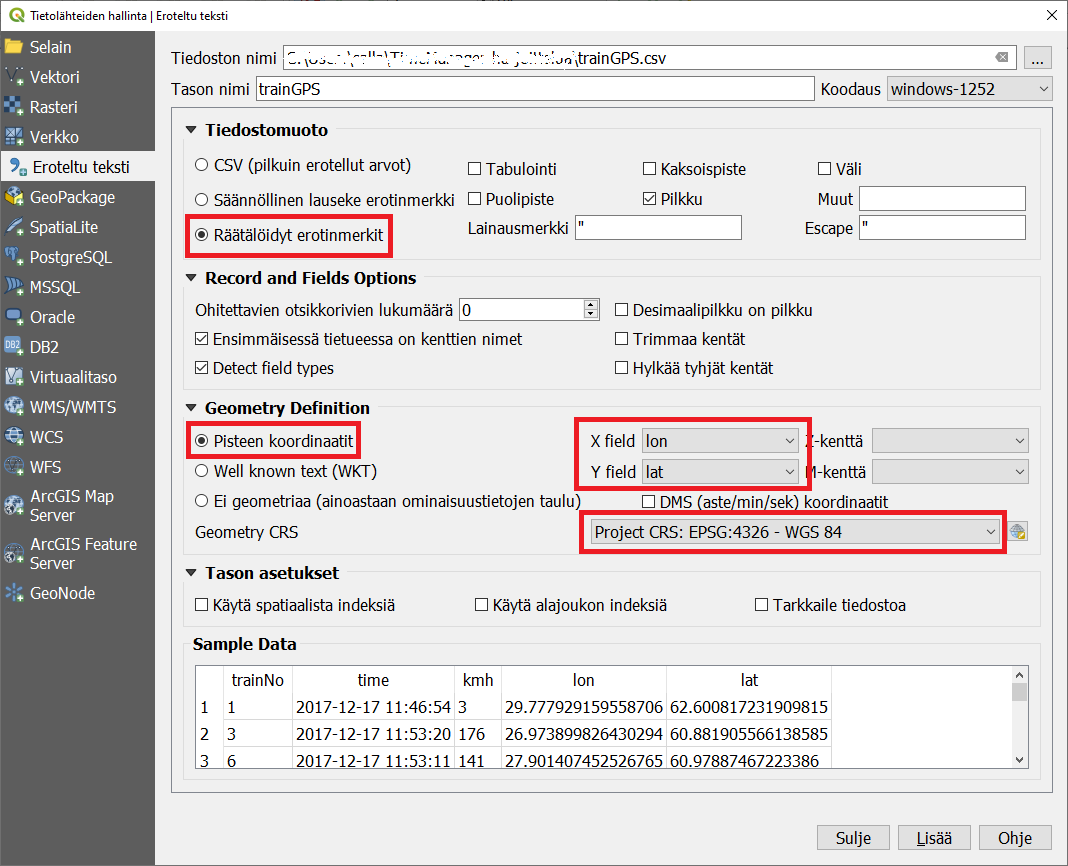 Tietolähteiden hallinta | Eroteltu teksti
Selain
Vektori
Rasteri
Verkko
Eroteltu teksti
GeoPackage
SpatiaLite
PostgreSQL
MSSQL
Oracle
DB2
Virtuaalitaso
WMS/WMTS
WCS
WFS
ArcGIS Map
Server
ArcGIS Feature
Server
GeoNode
Tiedoston nimi \trainGPS.csv ...
Tason nimi trainGPS Koodaus windows-1252
Tiedostomuoto
CSV (pilkuin erotellut arvot) Tabulointi Kaksoispiste Väli
Säännöllinen lauseke erotinmerkki Puolipiste Pilkku Muut
Räätälöidyt erotinmerkit Lainausmerkki " Escape "
Record and Fields Options
Ohitettavien otsikkorivien lukumäärä 0 Desimaalipilkku on pilkku
Ensimmäisessä tietueessa on kenttien nimet Trimmaa kentät
Detect field types Hylkää tyhjät kentät
Geometry Definition
Pisteen koordinaatit X field lon Z-kenttä
Well known text (WKT) Y field lat M-kenttä
Ei geometriaa (ainoastaan ominaisuustietojen taulu) DMS (aste/min/sek) koordinaatit
Geometry CRS Project CRS: EPSG:4326 - WGS 84
Tason asetukset
Käytä spatiaalista indeksiä Käytä alajoukon indeksiä Tarkkaile tiedostoa
Sample Data
trainNo time kmh lon lat
1 1 2017-12-17 11:46:54 3 29.777929159558706 62.600817231909815
2 3 2017-12-17 11:53:20 176 26.973899826430294 60.881905566138585
3 6 2017-12-17 11:53:11 141 27.901407452526765 60.97887467223386
Sulje Lisää Ohje